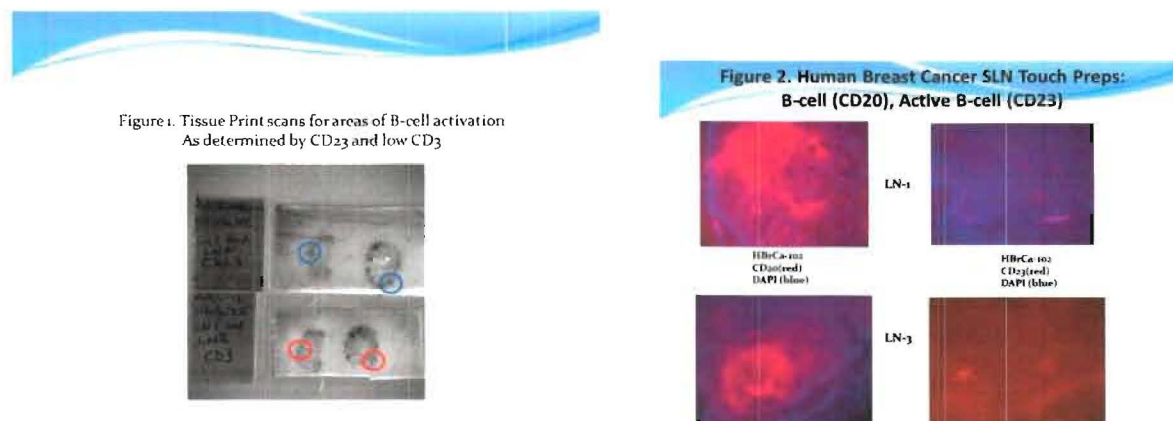 Figure 1. Tissue Print scans for areas of B-cell activation
As determined by CD23 and low CD3
CD3
Figure 2. Human Breast Cancer SLN Touch Preps:
B-cell (CD20), Active B-cell (CD23)
LN-1
HBrCa-102
CD20(red)
DAPI (blue)
HBrCa-102
CD23(red)
DAPI (blue)
LN-3